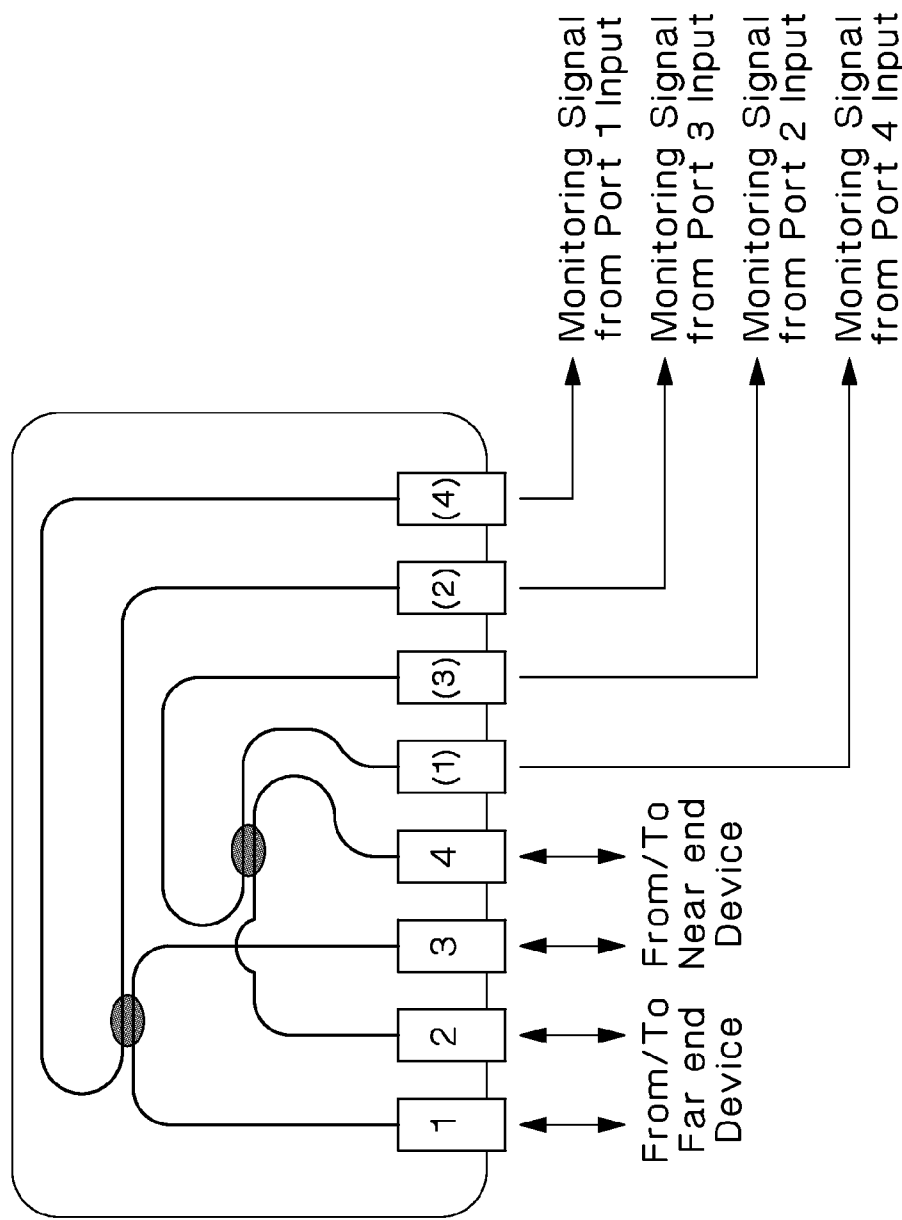 1
2
3
4
(1)
(3)
(2)
(4)
From/To
Far end
Device
From/To
Near end
Device
Monitoring Signal
from Port 1 Input
Monitoring Signal
from Port 3 Input
Monitoring Signal
from Port 2 Input
Monitoring Signal
from Port 4 Input